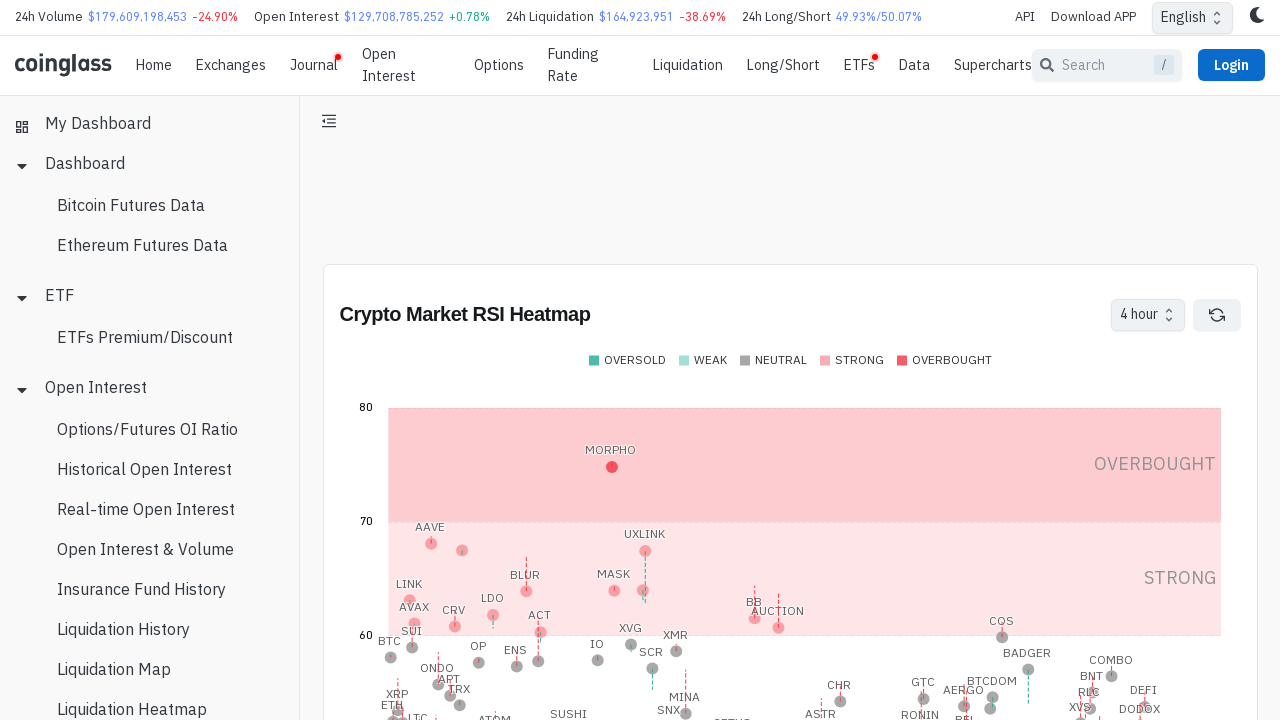 24h Volume $179,609,198,453 -24.90% Open Interest $129,708,785,252 +0.78% 24h Liquidation $164,923,951 -38.69% 24h Long/Short 49.93%/50.07% API Download APP English
coinglass Home Exchanges Journal Open Interest Options Funding Rate Liquidation Long/Short ETFs Data Supercharts Search / Login
My Dashboard
Dashboard
Bitcoin Futures Data
Ethereum Futures Data
ETF
ETFs Premium/Discount
Open Interest
Options/Futures OI Ratio
Historical Open Interest
Real-time Open Interest
Open Interest & Volume
Insurance Fund History
Liquidation History
Liquidation Map
Liquidation Heatmap
Crypto Market RSI Heatmap
4 hour
OVERSOLD WEAK NEUTRAL STRONG OVERBOUGHT
80
MORPHO
OVERBOUGHT
70
AAVE
UXLINK
BLUR
MASK
STRONG
LINK
LDO
BB
AVAX
CRV
ACT
AUCTION
COS
SUI
XVG
60
BTC
OP
ENS
IO
XMR
SCR
BADGER
COMBO
ONDO
APT
BNT
TRX
XRP
MINA
CHR
GTC
BTCDOM
AERGO
RLC
DEFI
ETH
SNX
XVS
DODOX
LTC
SUSHI
ASTR
RONIN